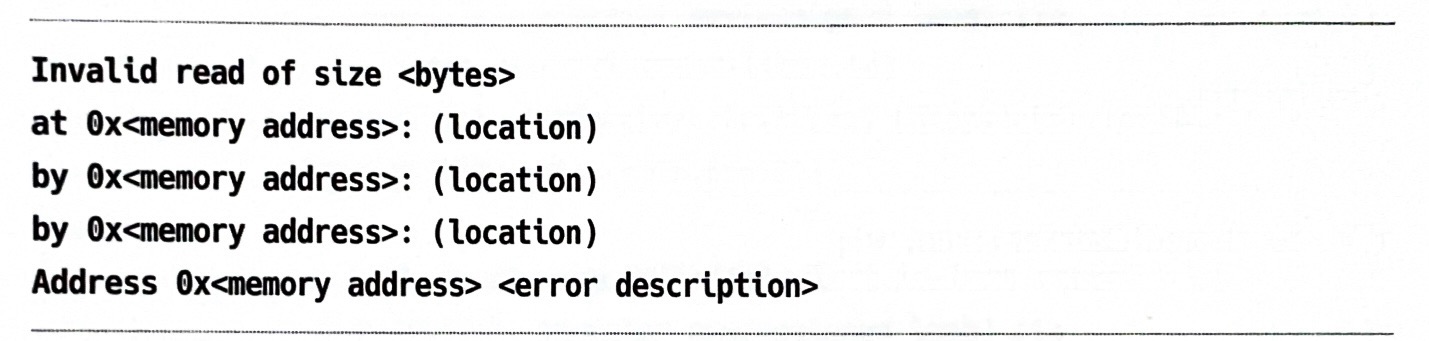 Invalid read of size <bytes>
at 0x<memory address>: (location)
by 0x<memory address>: (location)
by 0x<memory address>: (location)
Address 0x<memory address> <error description>